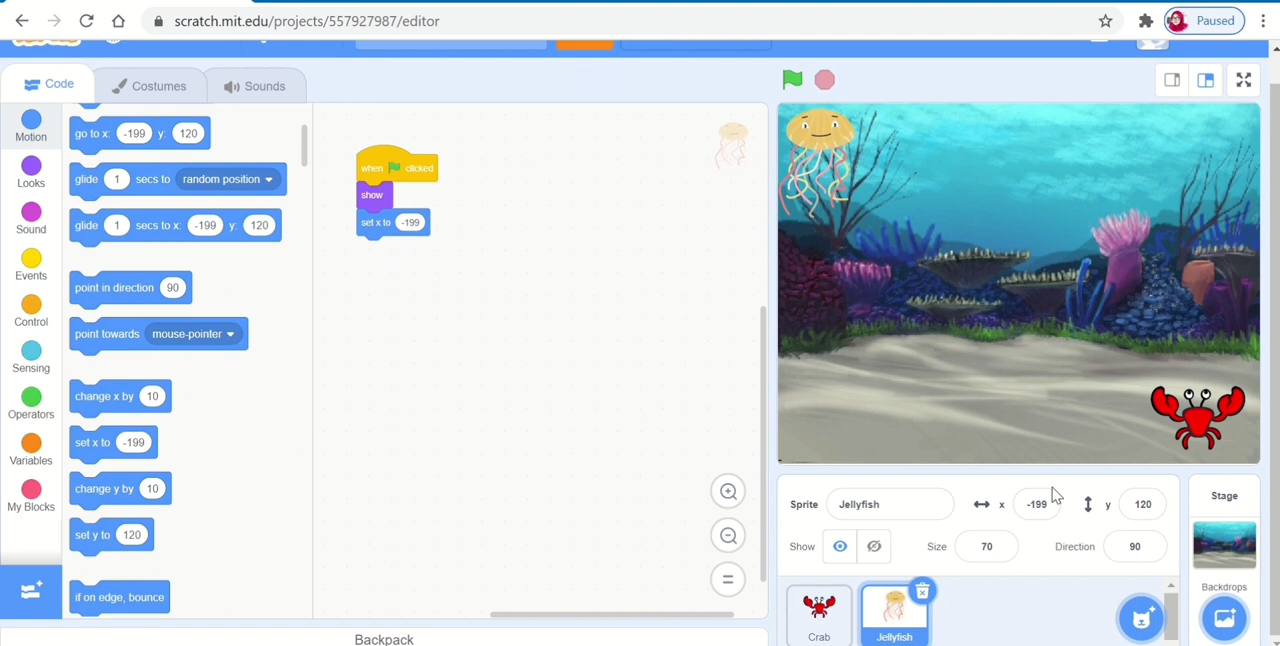 scratch.mit.edu/projects/557927987/editor
Paused
Code
Costumes
Sounds
Motion
Looks
Sound
Events
Control
Sensing
Operators
Variables
My Blocks
go to x: -199 y: 120
glide 1 secs to random position
glide 1 secs to x: -199 y: 120
point in direction 90
point towards mouse-pointer
change x by 10
set x to -199
change y by 10
set y to 120
if on edge, bounce
when clicked
show
set x to -199
Sprite Jellyfish x -199 y 120
Show Size 70 Direction 90
Crab
Jellyfish
Stage
Backdrops
Backpack